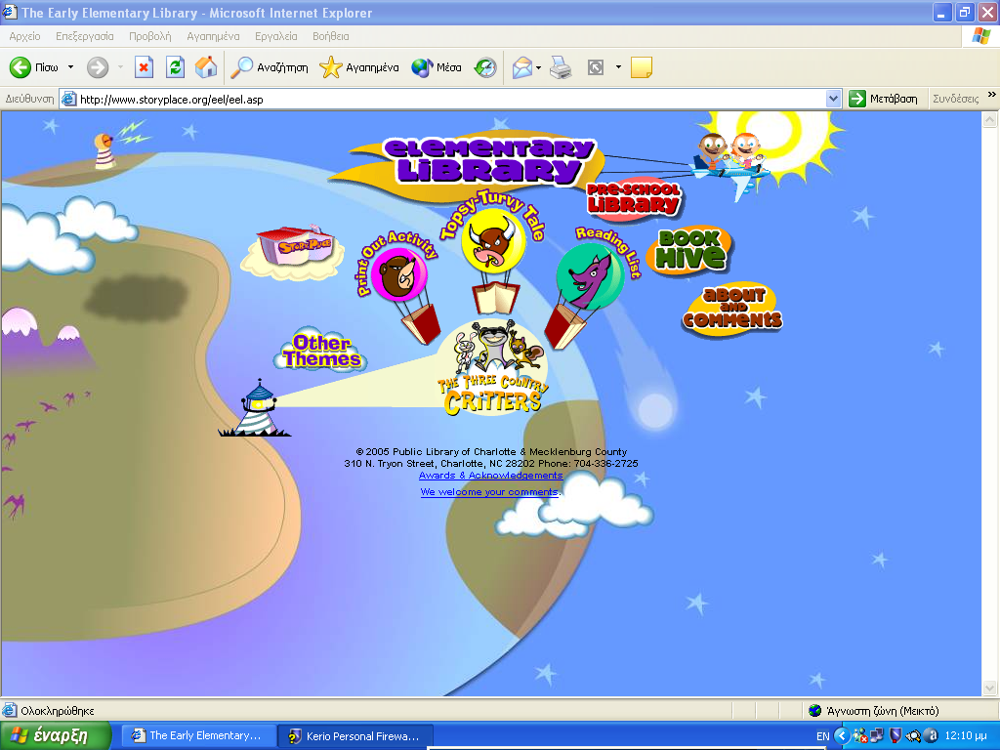 The Early Elementary Library - Microsoft Internet Explorer
Αρχείο Επεξεργασία Προβολή Αγαπημένα Εργαλεία Βοήθεια
Πίσω Αναζήτηση Αγαπημένα Μέσα
Διεύθυνση http://www.storyplace.org/eel/eel.asp Μετάβαση Συνδέσεις »
ELEMENTARY
LIBRARY
PRE-SCHOOL
LIBRARY
Topsy-Turvy Tale
Print Out Activity
Reading List
StoryPlace
BOOK
HIVE
ABOUT
AND
COMMENTS
Other
Themes
THE THREE COUNTRY
CRITTERS
© 2005 Public Library of Charlotte & Mecklenburg County
310 N. Tryon Street, Charlotte, NC 28202 Phone: 704-336-2725
Awards & Acknowledgements
We welcome your comments.
Ολοκληρώθηκε Άγνωστη ζώνη (Μεικτό)
έναρξη The Early Elementary... Kerio Personal Firewa... EN 12:10 μμ